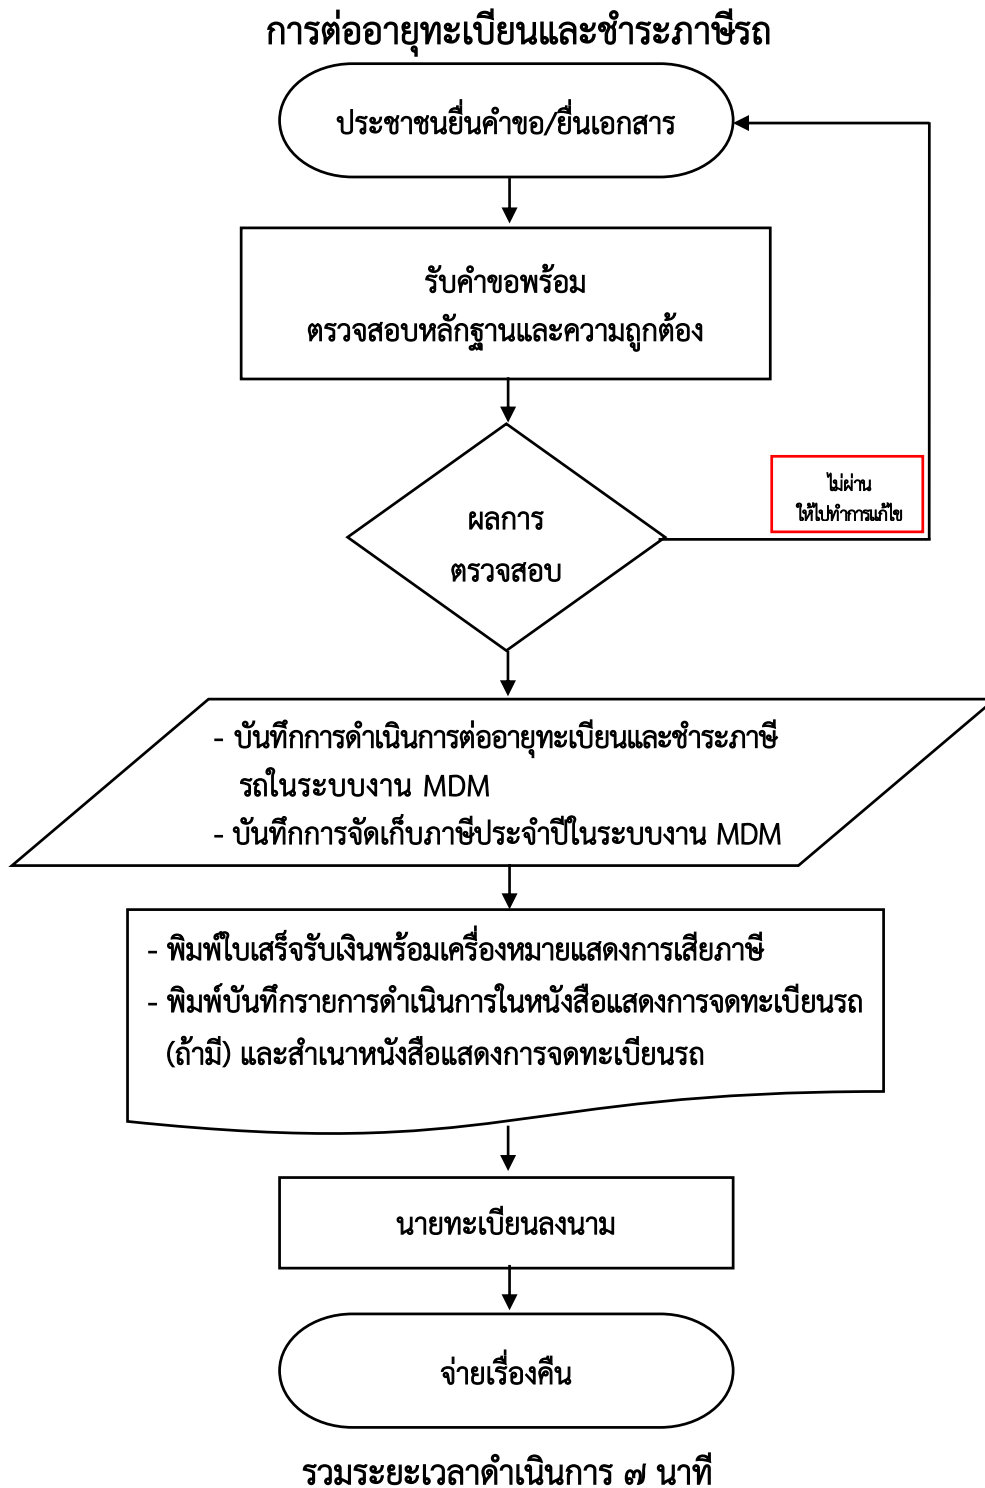 การต่ออายุทะเบียนและชำระภาษีรถ
ประชาชนยื่นคำขอ/ยื่นเอกสาร
รับคำขอพร้อม
ตรวจสอบหลักฐานและความถูกต้อง
ไม่ผ่าน
ให้ไปทำการแก้ไข
ผลการ
ตรวจสอบ
- บันทึกการดำเนินการต่ออายุทะเบียนและชำระภาษี
รถในระบบงาน MDM
- บันทึกการจัดเก็บภาษีประจำปีในระบบงาน MDM
- พิมพ์ใบเสร็จรับเงินพร้อมเครื่องหมายแสดงการเสียภาษี
- พิมพ์บันทึกรายการดำเนินการในหนังสือแสดงการจดทะเบียนรถ
(ถ้ามี) และสำเนาหนังสือแสดงการจดทะเบียนรถ
นายทะเบียนลงนาม
จ่ายเรื่องคืน
รวมระยะเวลาดำเนินการ ๗ นาที